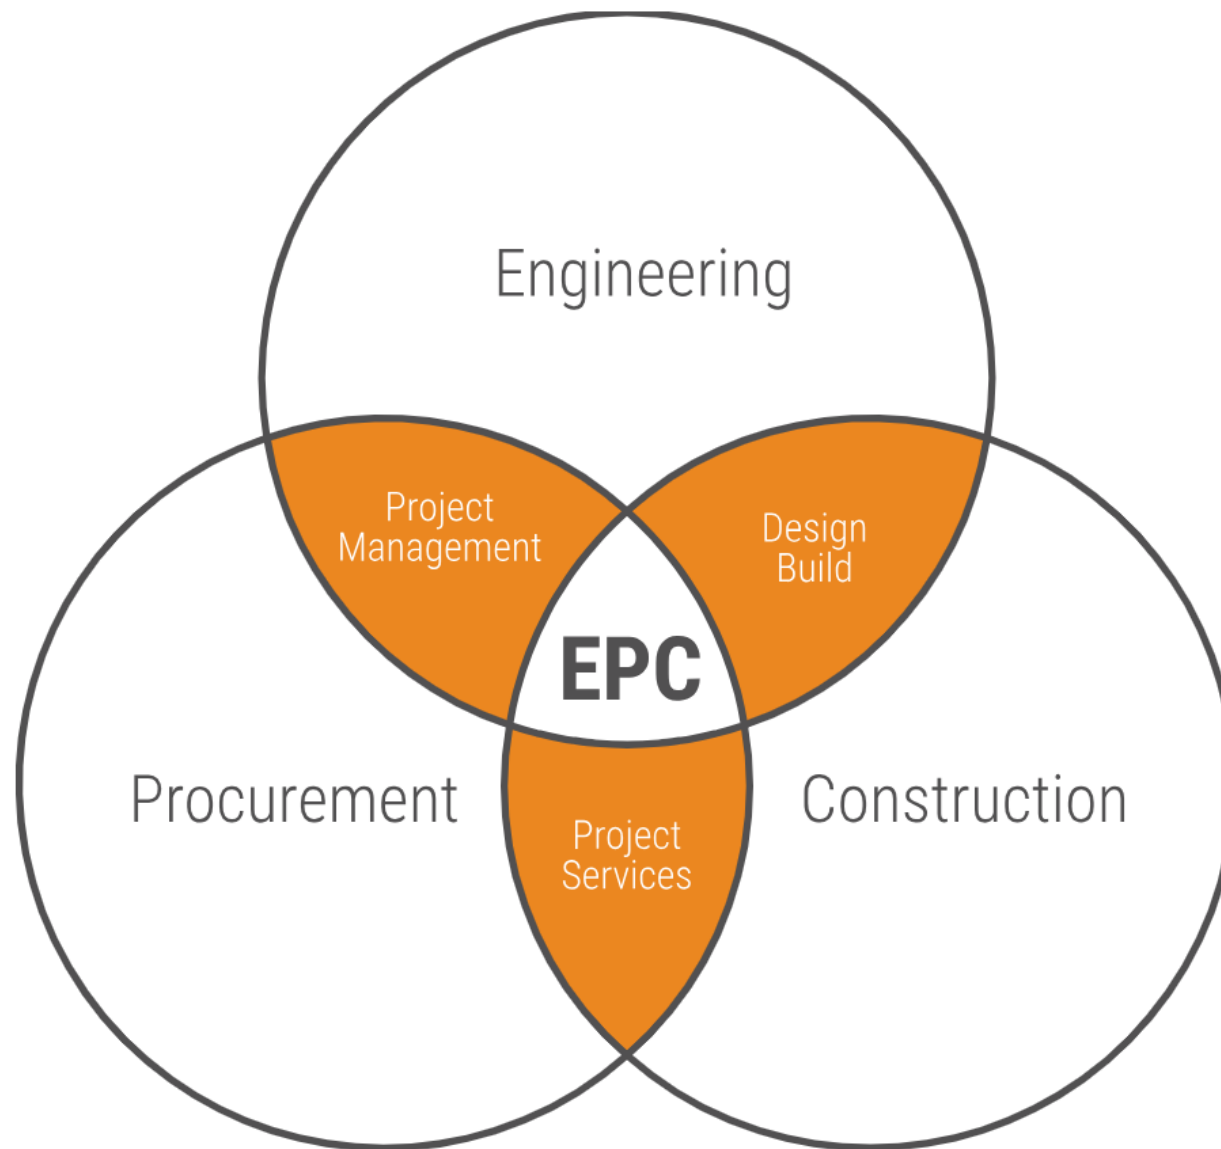 Engineering
Project
Management
Design
Build
EPC
Procurement
Construction
Project
Services